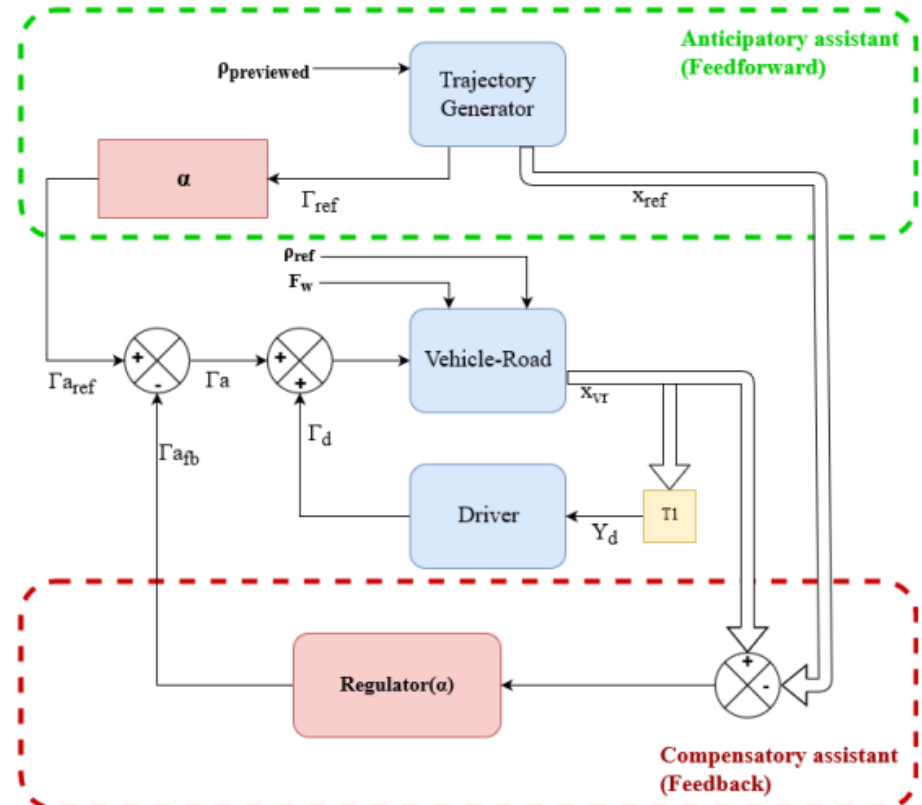 Anticipatory assistant
(Feedforward)
ρpreviewed
Trajectory
Generator
α
Γref
xref
ρref
Fw
Vehicle-Road
+
-
+
+
Γaref
Γa
xvr
Γd
Γafb
Driver
Yd
T1
Regulator(α)
+
-
Compensatory assistant
(Feedback)